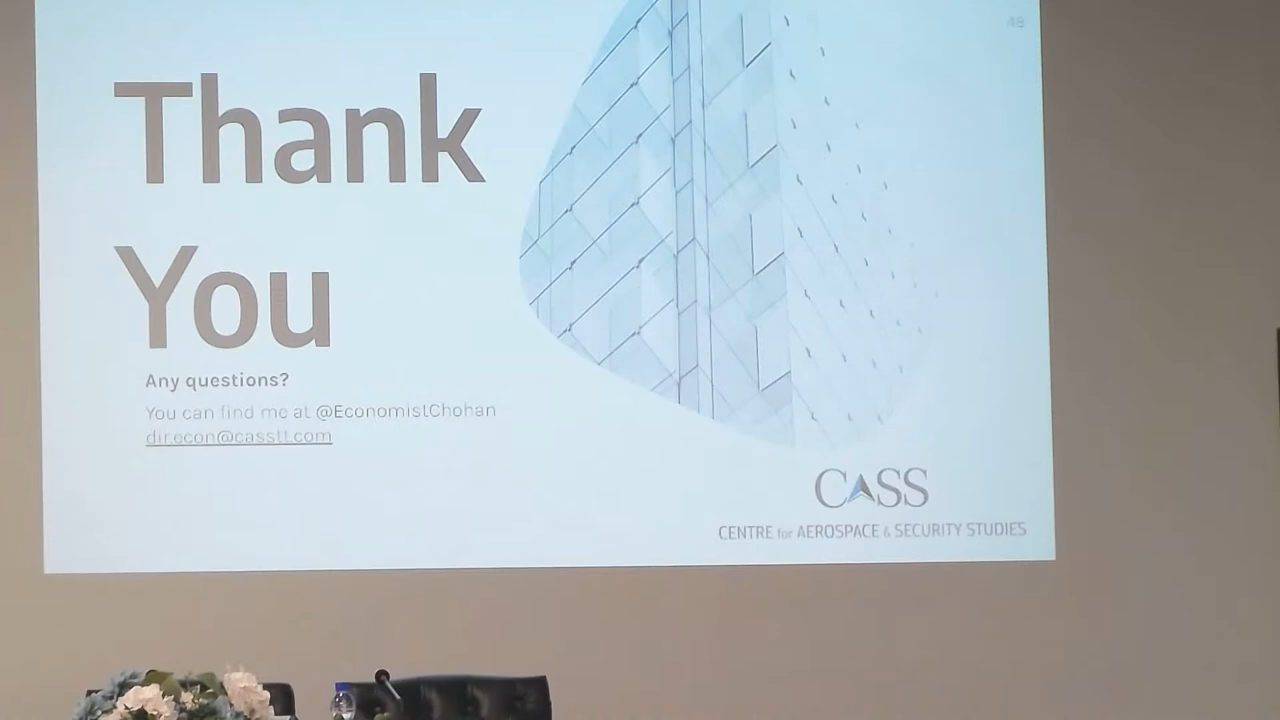 48
Thank
You
Any questions?
You can find me at @EconomistChohan
dir.econ@casstt.com
CASS
CENTRE for AEROSPACE & SECURITY STUDIES